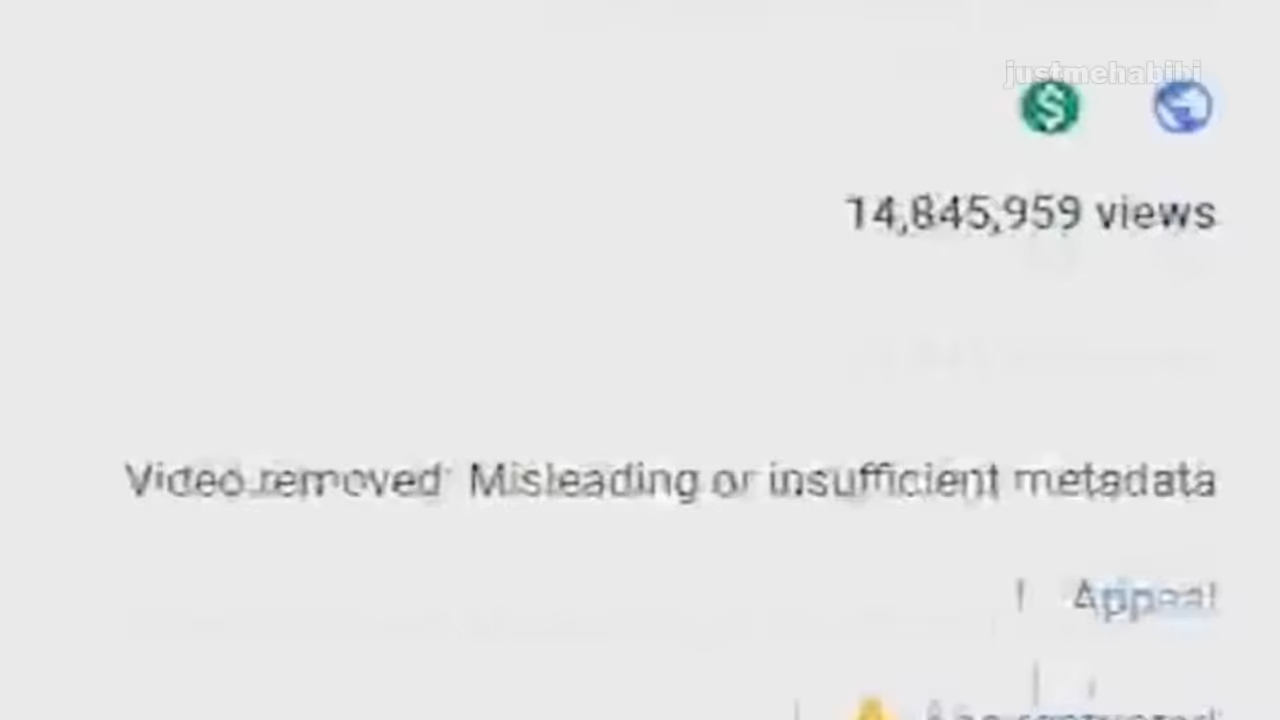 justmehabibi
14,845,959 views
Video removed: Misleading or insufficient metadata
Appeal